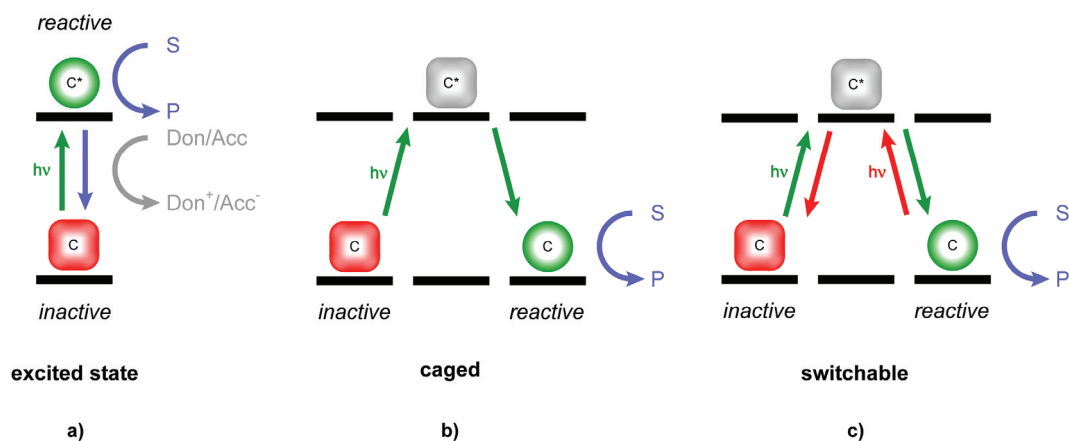 reactive
C*
S
P
Don/Acc
hν
Don⁺/Acc⁻
C
inactive
excited state
a)
C*
hν
C
C
S
P
inactive
reactive
caged
b)
C*
hν
hν
C
C
S
P
inactive
reactive
switchable
c)